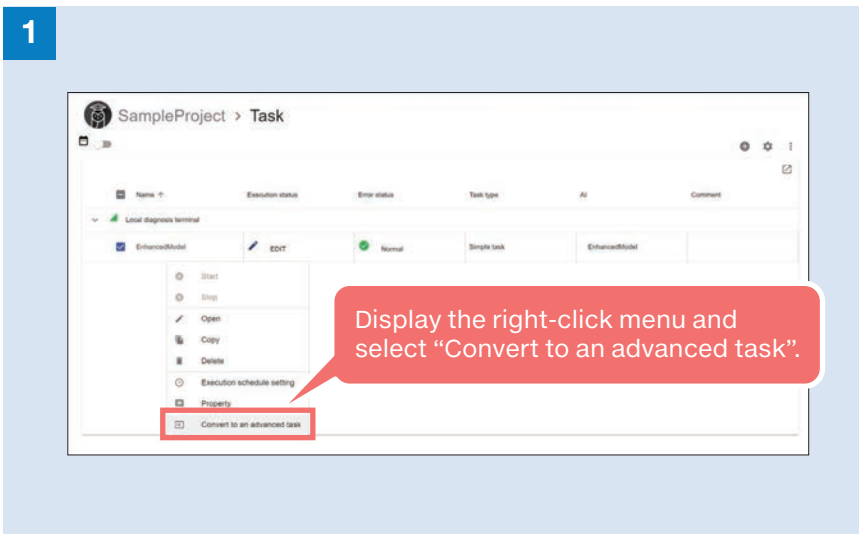 1
SampleProject > Task
Name ↑ Execution status Error status Task type AI Comment
Local diagnosis terminal
EnhancedModel EDIT Normal Simple task EnhancedModel
Start
Stop
Open
Copy
Delete
Execution schedule setting
Property
Convert to an advanced task
Display the right-click menu and
select “Convert to an advanced task”.